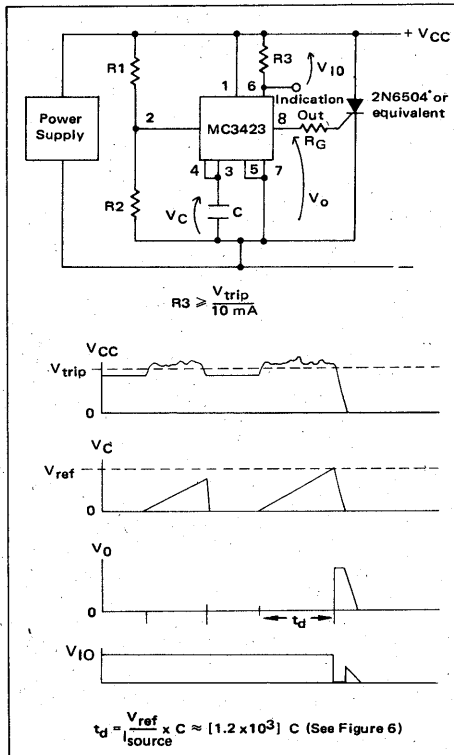 + VCC
R1
R3
V10
1
6
Indication
Out
2N6504 or
equivalent
Power
Supply
2
MC3423
8
RG
4
3
5
7
R2
VC
C
Vo
—
R3 ⩾ Vtrip
10 mA
VCC
Vtrip
0
VC
Vref
0
VO
0
td
VIO
td = Vref
Isource x C ≈ [1.2 x10³] C (See Figure 6)